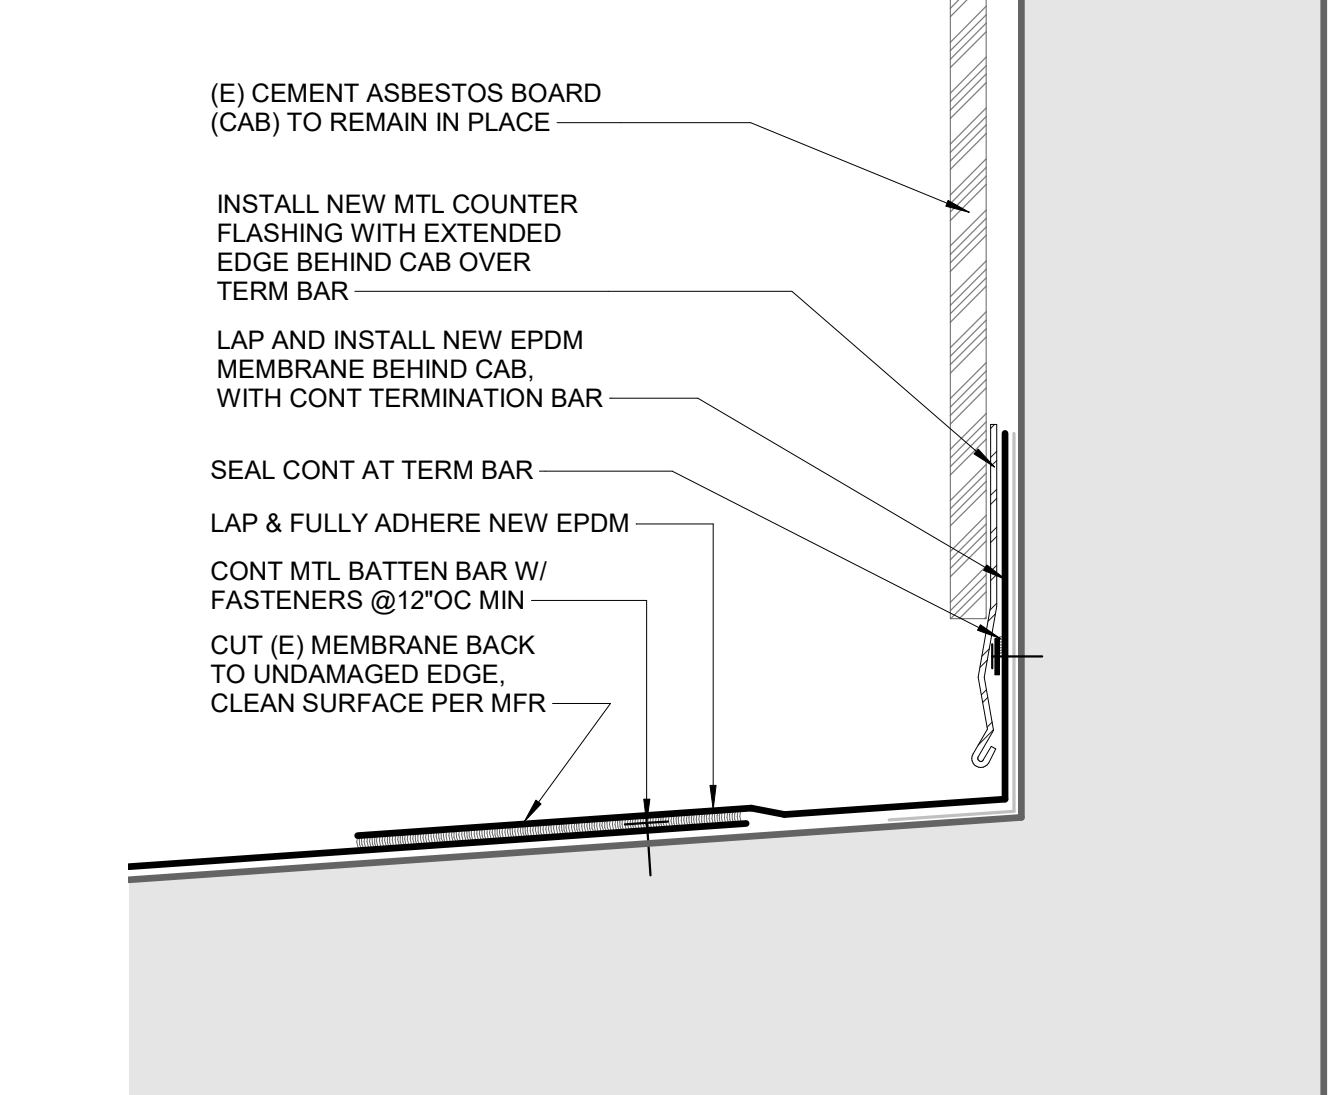 (E) CEMENT ASBESTOS BOARD
(CAB) TO REMAIN IN PLACE
INSTALL NEW MTL COUNTER
FLASHING WITH EXTENDED
EDGE BEHIND CAB OVER
TERM BAR
LAP AND INSTALL NEW EPDM
MEMBRANE BEHIND CAB,
WITH CONT TERMINATION BAR
SEAL CONT AT TERM BAR
LAP & FULLY ADHERE NEW EPDM
CONT MTL BATTEN BAR W/
FASTENERS @12"OC MIN
CUT (E) MEMBRANE BACK
TO UNDAMAGED EDGE,
CLEAN SURFACE PER MFR